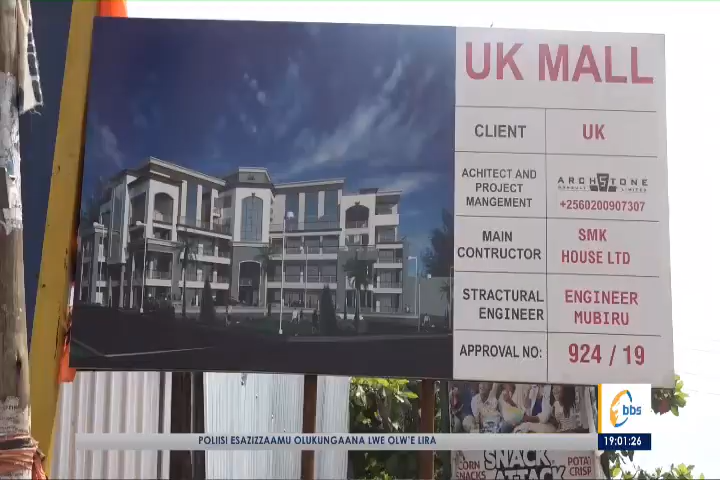 UK MALL
CLIENT UK
ACHITECT AND PROJECT MANGEMENT
ARCHSTONE
CONSULT LIMITED
+2560200907307
MAIN CONTRUCTOR
SMK HOUSE LTD
STRACTURAL ENGINEER
ENGINEER MUBIRU
APPROVAL NO: 924 / 19
bbs
POLIISI ESAZIZZAAMU OLUKUNGAANA LWE OLW'E LIRA
19:01:26
CORN SNACKS
SNACK ATTACK
CRISP